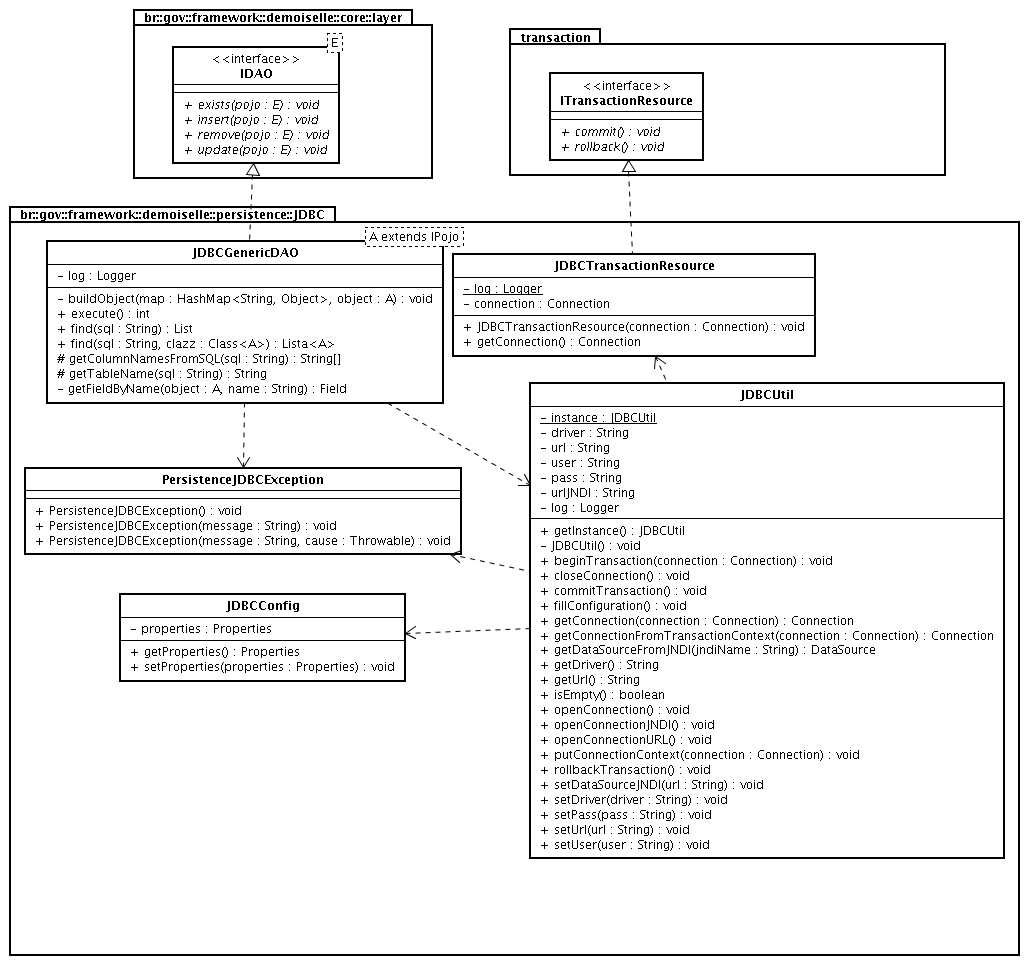 br::gov::framework::demoiselle::core::layer
E
<<interface>>
IDAO
+ exists(pojo : E) : void
+ insert(pojo : E) : void
+ remove(pojo : E) : void
+ update(pojo : E) : void
transaction
<<interface>>
ITransactionResource
+ commit() : void
+ rollback() : void
br::gov::framework::demoiselle::persistence::JDBC
A extends IPojo
JDBCGenericDAO
- log : Logger
- buildObject(map : HashMap<String, Object>, object : A) : void
+ execute() : int
+ find(sql : String) : List
+ find(sql : String, clazz : Class<A>) : Lista<A>
# getColumnNamesFromSQL(sql : String) : String[]
# getTableName(sql : String) : String
- getFieldByName(object : A, name : String) : Field
JDBCTransactionResource
- log : Logger
- connection : Connection
+ JDBCTransactionResource(connection : Connection) : void
+ getConnection() : Connection
PersistenceJDBCException
+ PersistenceJDBCException() : void
+ PersistenceJDBCException(message : String) : void
+ PersistenceJDBCException(message : String, cause : Throwable) : void
JDBCConfig
- properties : Properties
+ getProperties() : Properties
+ setProperties(properties : Properties) : void
JDBCUtil
- instance : JDBCUtil
- driver : String
- url : String
- user : String
- pass : String
- urlJNDI : String
- log : Logger
+ getInstance() : JDBCUtil
- JDBCUtil() : void
+ beginTransaction(connection : Connection) : void
+ closeConnection() : void
+ commitTransaction() : void
+ fillConfiguration() : void
+ getConnection(connection : Connection) : Connection
+ getConnectionFromTransactionContext(connection : Connection) : Connection
+ getDataSourceFromJNDI(jndiName : String) : DataSource
+ getDriver() : String
+ getUrl() : String
+ isEmpty() : boolean
+ openConnection() : void
+ openConnectionJNDI() : void
+ openConnectionURL() : void
+ putConnectionContext(connection : Connection) : void
+ rollbackTransaction() : void
+ setDataSourceJNDI(url : String) : void
+ setDriver(driver : String) : void
+ setPass(pass : String) : void
+ setUrl(url : String) : void
+ setUser(user : String) : void